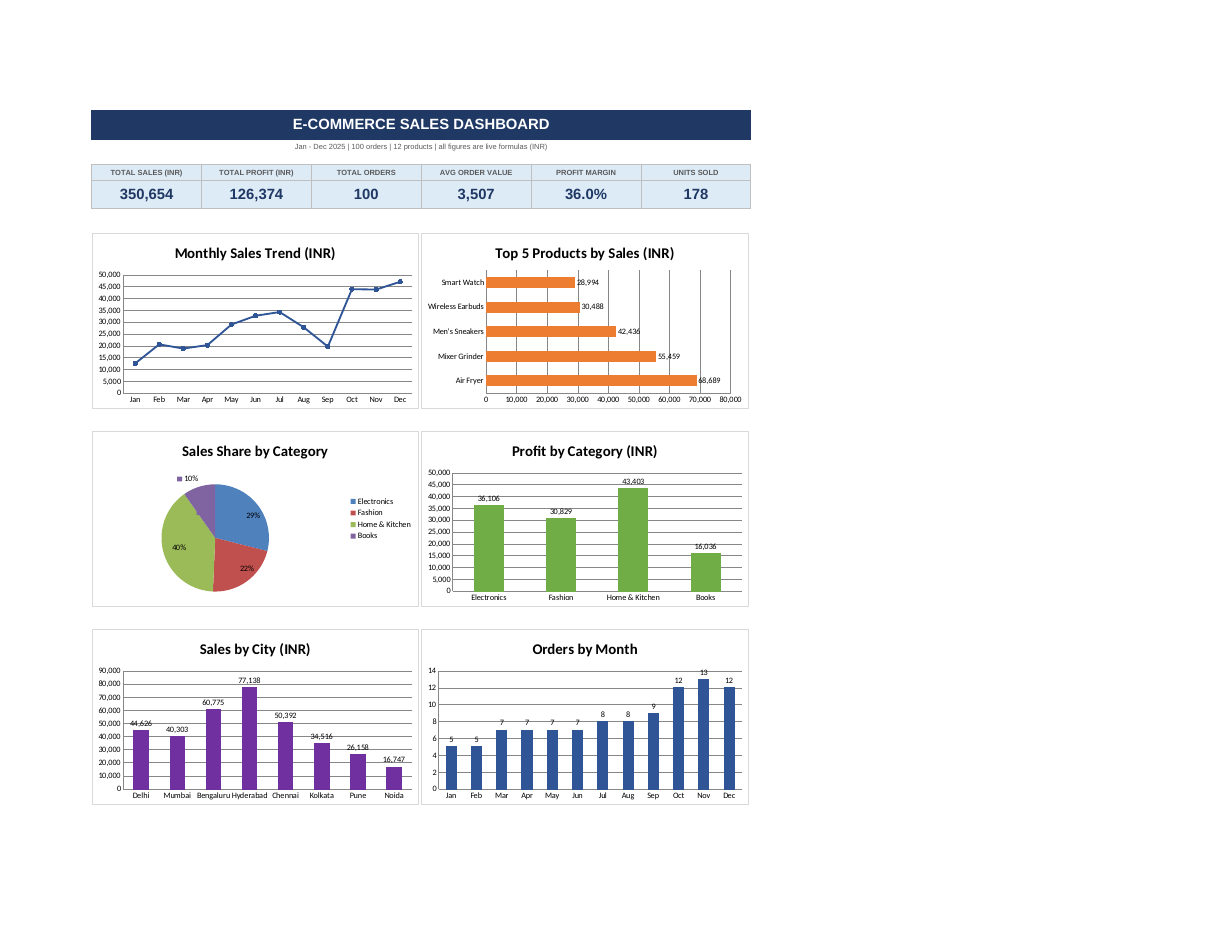 E-COMMERCE SALES DASHBOARD
Jan - Dec 2025 | 100 orders | 12 products | all figures are live formulas (INR)
TOTAL SALES (INR) TOTAL PROFIT (INR) TOTAL ORDERS AVG ORDER VALUE PROFIT MARGIN UNITS SOLD
350,654 126,374 100 3,507 36.0% 178
Monthly Sales Trend (INR)
50,000
45,000
40,000
35,000
30,000
25,000
20,000
15,000
10,000
5,000
0
Jan Feb Mar Apr May Jun Jul Aug Sep Oct Nov Dec
Top 5 Products by Sales (INR)
Smart Watch 28,994
Wireless Earbuds 30,488
Men's Sneakers 42,436
Mixer Grinder 55,459
Air Fryer 68,689
0 10,000 20,000 30,000 40,000 50,000 60,000 70,000 80,000
Sales Share by Category
10%
29%
40%
22%
Electronics
Fashion
Home & Kitchen
Books
Profit by Category (INR)
50,000
45,000
40,000
35,000
30,000
25,000
20,000
15,000
10,000
5,000
0
36,106 30,829 43,403 16,036
Electronics Fashion Home & Kitchen Books
Sales by City (INR)
90,000
80,000
70,000
60,000
50,000
40,000
30,000
20,000
10,000
0
44,626 40,303 60,775 77,138 50,392 34,516 26,158 16,747
Delhi Mumbai Bengaluru Hyderabad Chennai Kolkata Pune Noida
Orders by Month
14
12
10
8
6
4
2
0
5 5 7 7 7 7 8 8 9 12 13 12
Jan Feb Mar Apr May Jun Jul Aug Sep Oct Nov Dec